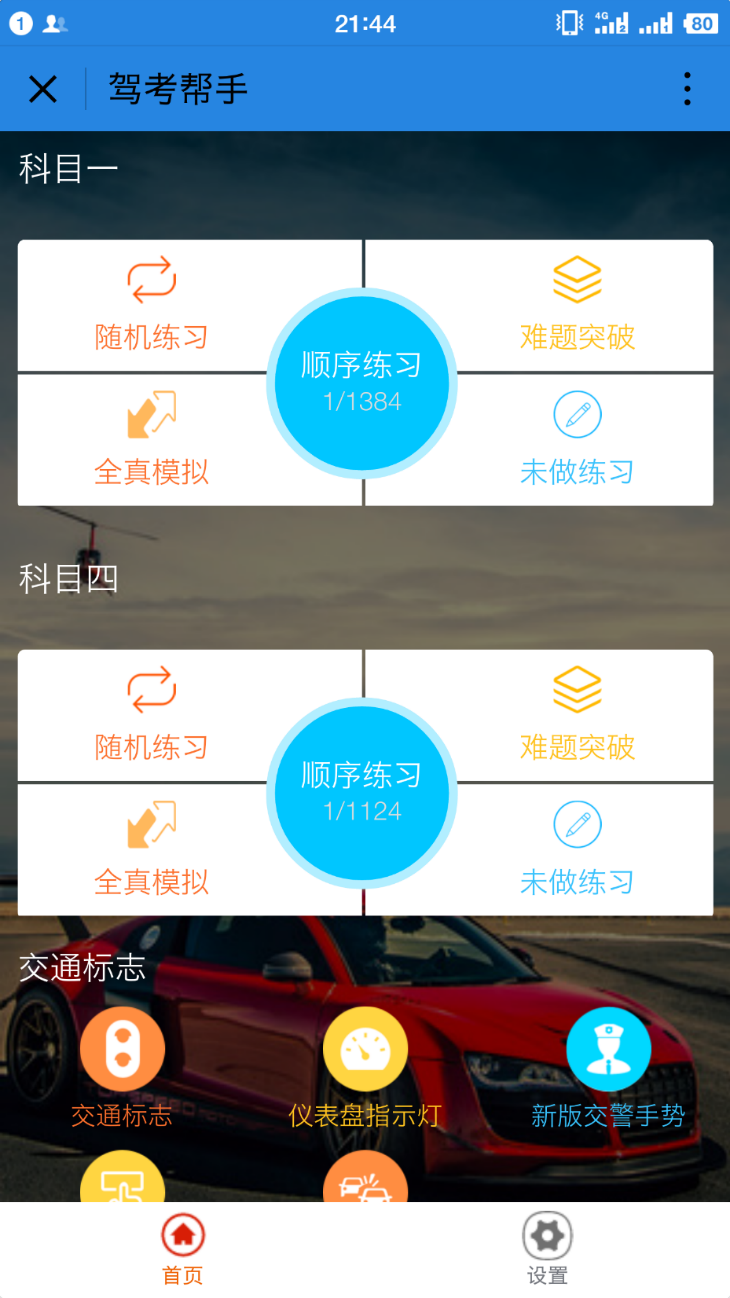 1 21:44 4G 2 1 80
驾考帮手
科目一
随机练习
难题突破
顺序练习
1/1384
全真模拟
未做练习
科目四
随机练习
难题突破
顺序练习
1/1124
全真模拟
未做练习
交通标志
交通标志 仪表盘指示灯 新版交警手势
首页 设置